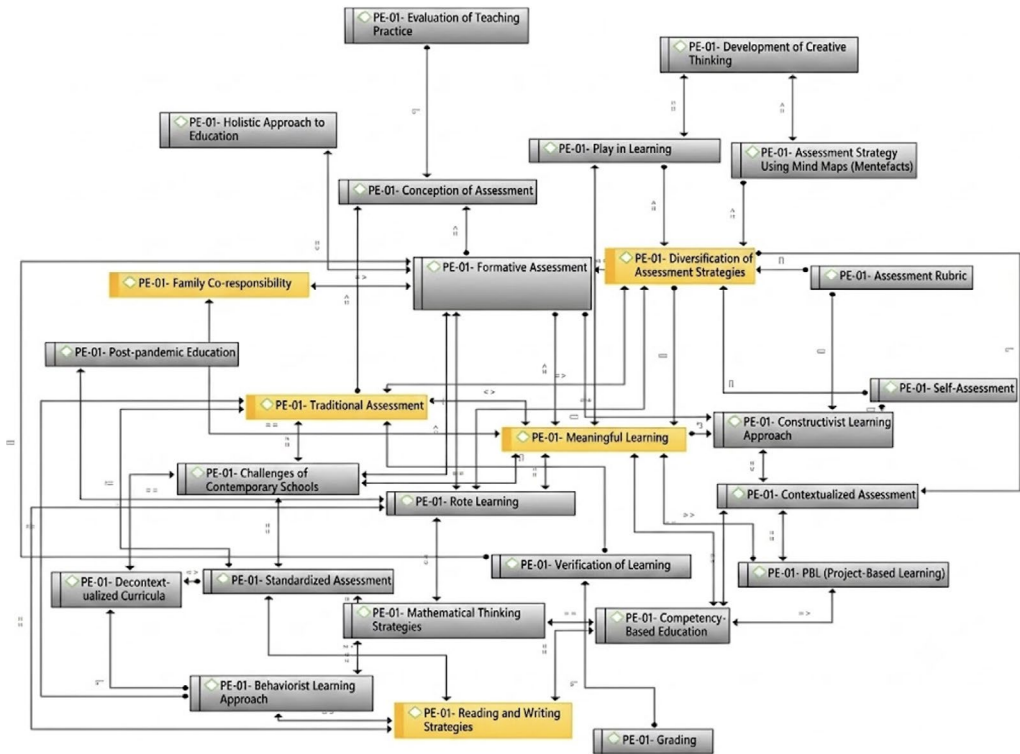 PE-01- Evaluation of Teaching
Practice
PE-01- Development of Creative
Thinking
PE-01- Holistic Approach to
Education
PE-01- Play in Learning
PE-01- Assessment Strategy
Using Mind Maps (Mentefacts)
PE-01- Conception of Assessment
PE-01- Formative Assessment
PE-01- Diversification of
Assessment Strategies
PE-01- Assessment Rubric
PE-01- Family Co-responsibility
PE-01- Post-pandemic Education
PE-01- Self-Assessment
PE-01- Traditional Assessment
PE-01- Meaningful Learning
PE-01- Constructivist Learning
Approach
PE-01- Challenges of
Contemporary Schools
PE-01- Rote Learning
PE-01- Contextualized Assessment
PE-01- Verification of Learning
PE-01- PBL (Project-Based Learning)
PE-01- Decontext-
ualized Curricula
PE-01- Standardized Assessment
PE-01- Mathematical Thinking
Strategies
PE-01- Competency-
Based Education
PE-01- Behaviorist Learning
Approach
PE-01- Reading and Writing
Strategies
PE-01- Grading